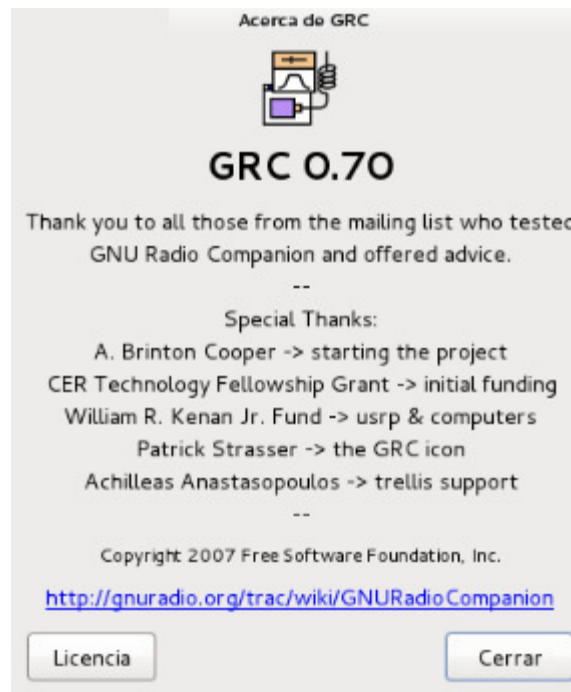 Acerca de GRC
GRC 0.70
Thank you to all those from the mailing list who tested
GNU Radio Companion and offered advice.
--
Special Thanks:
A. Brinton Cooper -> starting the project
CER Technology Fellowship Grant -> initial funding
William R. Kenan Jr. Fund -> usrp & computers
Patrick Strasser -> the GRC icon
Achilleas Anastasopoulos -> trellis support
--
Copyright 2007 Free Software Foundation, Inc.
http://gnuradio.org/trac/wiki/GNURadioCompanion
Licencia
Cerrar